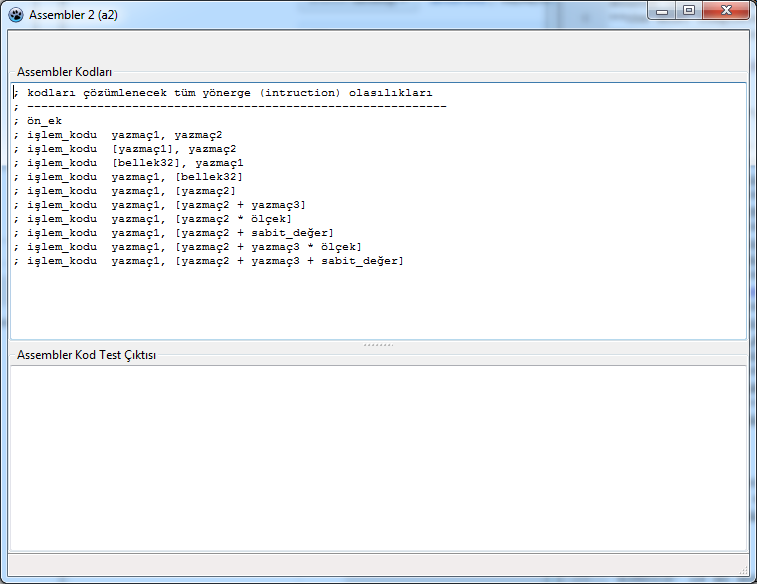 Assembler 2 (a2)
Assembler Kodları
; kodları çözümlenecek tüm yönerge (intruction) olasılıkları
; ------------------------------------------------------------
; ön_ek
; işlem_kodu  yazmaç1, yazmaç2
; işlem_kodu  [yazmaç1], yazmaç2
; işlem_kodu  [bellek32], yazmaç1
; işlem_kodu  yazmaç1, [bellek32]
; işlem_kodu  yazmaç1, [yazmaç2]
; işlem_kodu  yazmaç1, [yazmaç2 + yazmaç3]
; işlem_kodu  yazmaç1, [yazmaç2 * ölçek]
; işlem_kodu  yazmaç1, [yazmaç2 + sabit_değer]
; işlem_kodu  yazmaç1, [yazmaç2 + yazmaç3 * ölçek]
; işlem_kodu  yazmaç1, [yazmaç2 + yazmaç3 + sabit_değer]
Assembler Kod Test Çıktısı